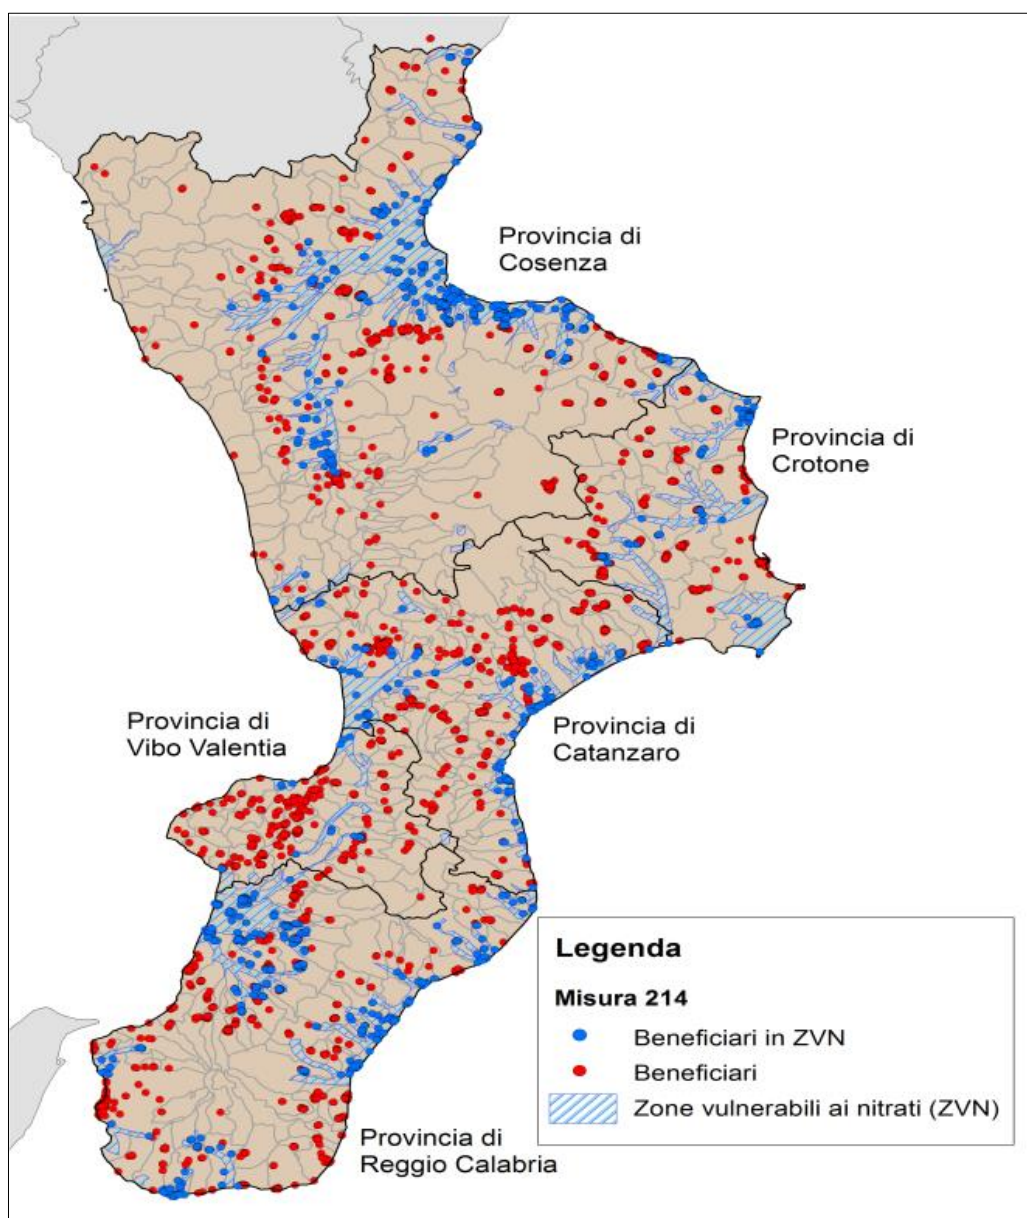 Provincia di
Cosenza
Provincia di
Crotone
Provincia di
Vibo Valentia
Provincia di
Catanzaro
Provincia di
Reggio Calabria
Legenda
Misura 214
Beneficiari in ZVN
Beneficiari
Zone vulnerabili ai nitrati (ZVN)